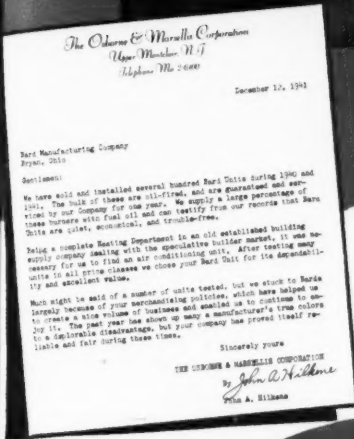 The Osborne & Marsellis Corporation
Upper Montclair, N. J.
Telephone Mo 2-6100
December 12, 1941
Bard Manufacturing Company
Bryan, Ohio
Gentlemen:
We have sold and installed several hundred Bard Units during 1940 and
1941. The bulk of these are oil-fired, and are guaranteed and ser-
viced by our Company for one year. We supply a large percentage of
these burners with fuel oil and can testify from our records that Bard
Units are quiet, economical, and trouble-free.
Being a complete Heating Department in an old established building
supply company dealing with the speculative builder market, it was ne-
cessary for us to find an air conditioning unit. After testing many
units in all price classes we chose your Bard Unit for its dependabil-
ity and excellent value.
Much might be said of a number of units tested, but we stuck to Bards
largely because of your merchandising policies, which have helped us
to create a nice volume of business and enabled us to continue to en-
joy it. The past year has shown up many a manufacturer's true colors
to a deplorable disadvantage, but your company has proved itself re-
liable and fair during these times.
Sincerely yours
THE OSBORNE & MARSELLIS CORPORATION
By John A Hilkene
John A. Hilkene